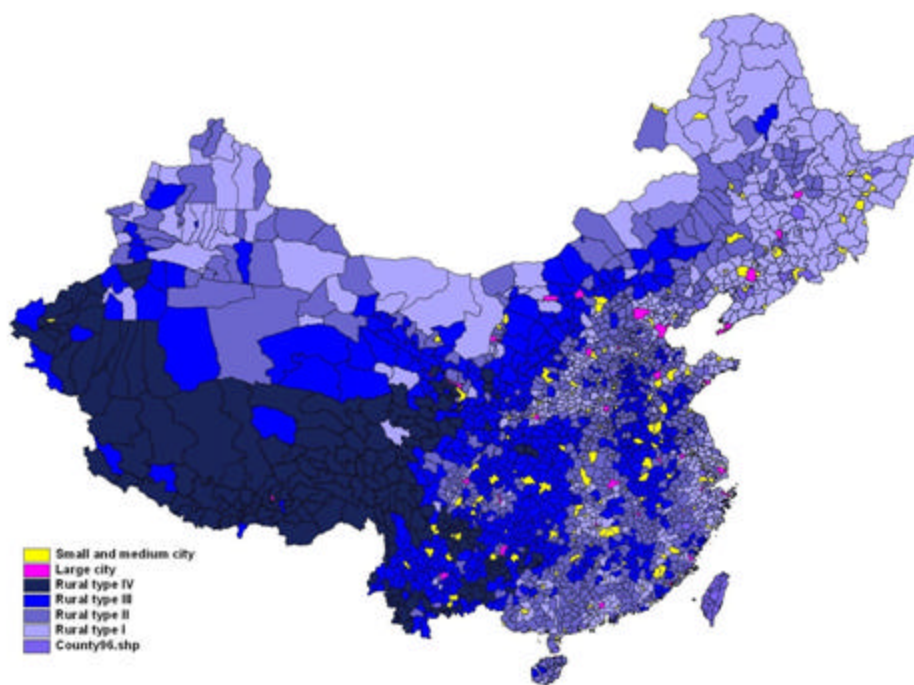 Small and medium city
Large city
Rural type IV
Rural type III
Rural type II
Rural type I
County96.shp